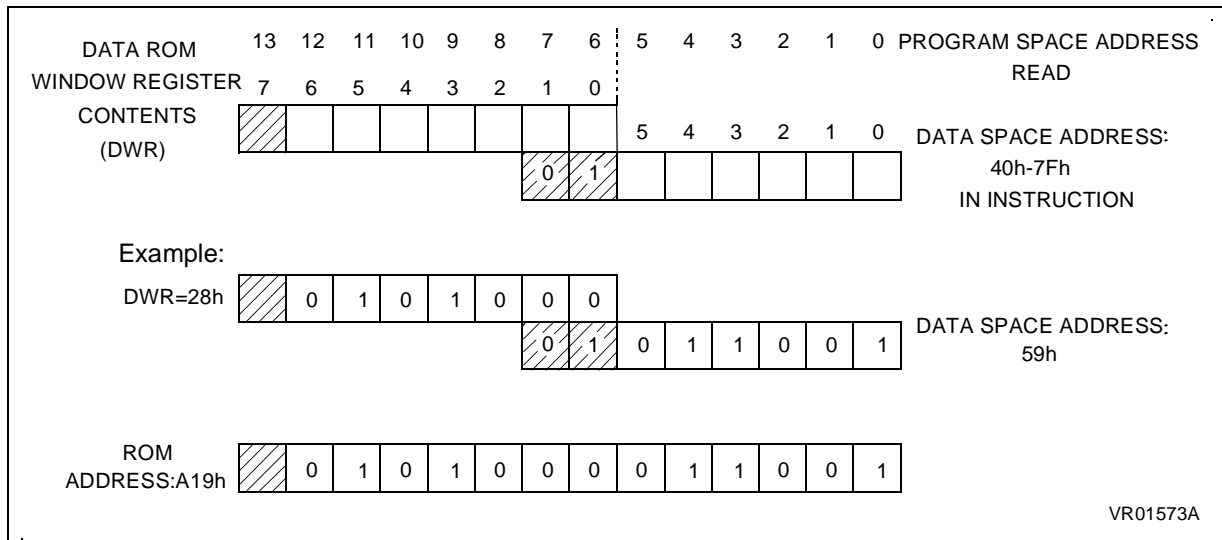 DATA ROM
WINDOW REGISTER
CONTENTS
(DWR)
13 12 11 10 9 8 7 6 5 4 3 2 1 0 PROGRAM SPACE ADDRESS
READ
7 6 5 4 3 2 1 0
5 4 3 2 1 0 DATA SPACE ADDRESS:
40h-7Fh
IN INSTRUCTION
0 1
Example:
DWR=28h 0 1 0 1 0 0 0
0 1 0 1 1 0 0 1 DATA SPACE ADDRESS:
59h
ROM
ADDRESS:A19h 0 1 0 1 0 0 0 0 1 1 0 0 1
VR01573A